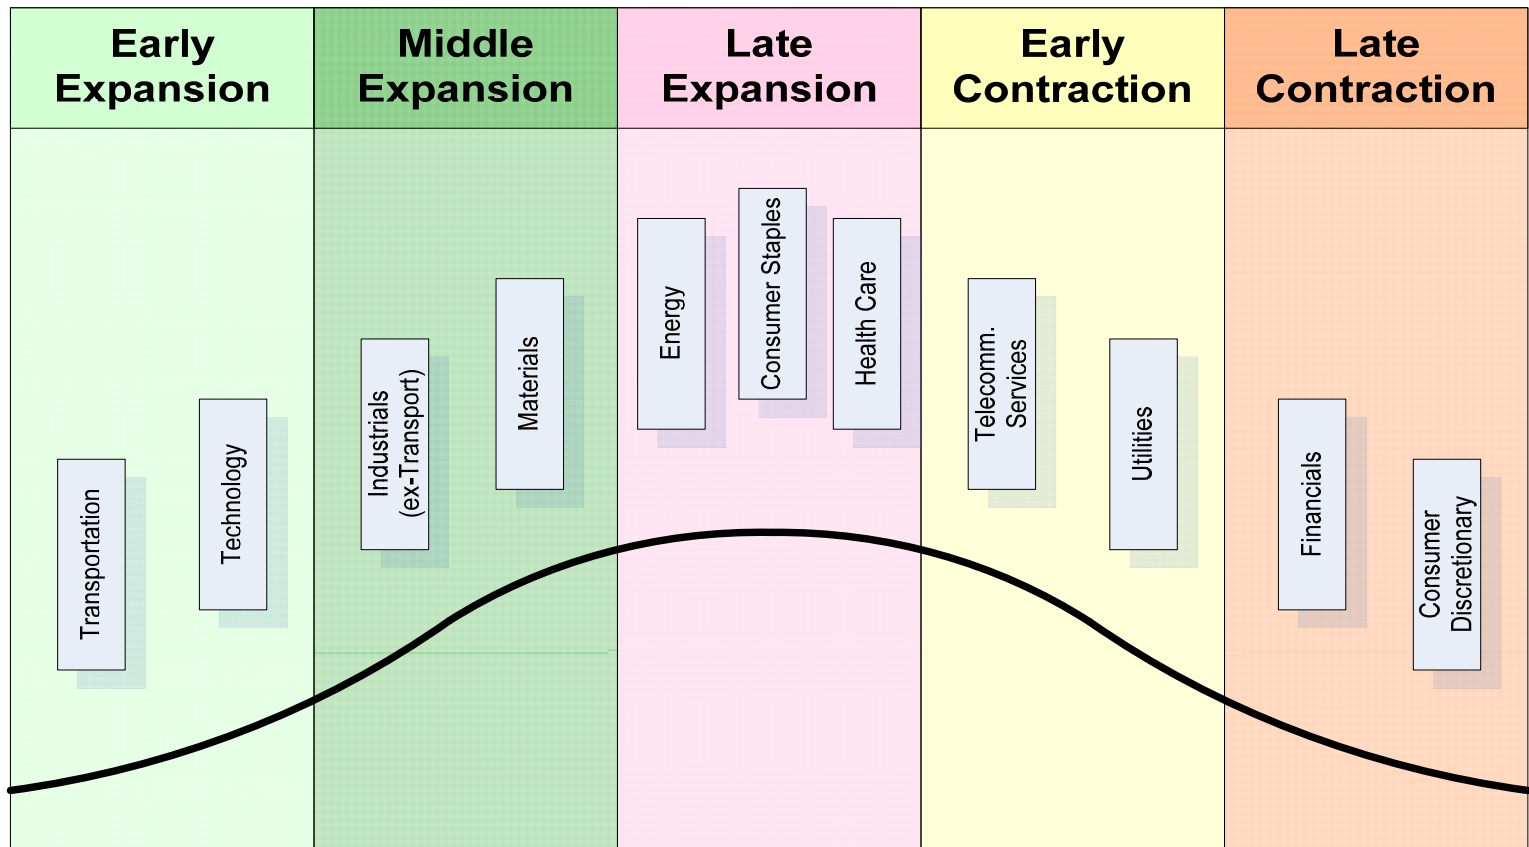 Early
Expansion
Middle
Expansion
Late
Expansion
Early
Contraction
Late
Contraction
Transportation
Technology
Industrials
(ex-Transport)
Materials
Energy
Consumer Staples
Health Care
Telecomm.
Services
Utilities
Financials
Consumer
Discretionary